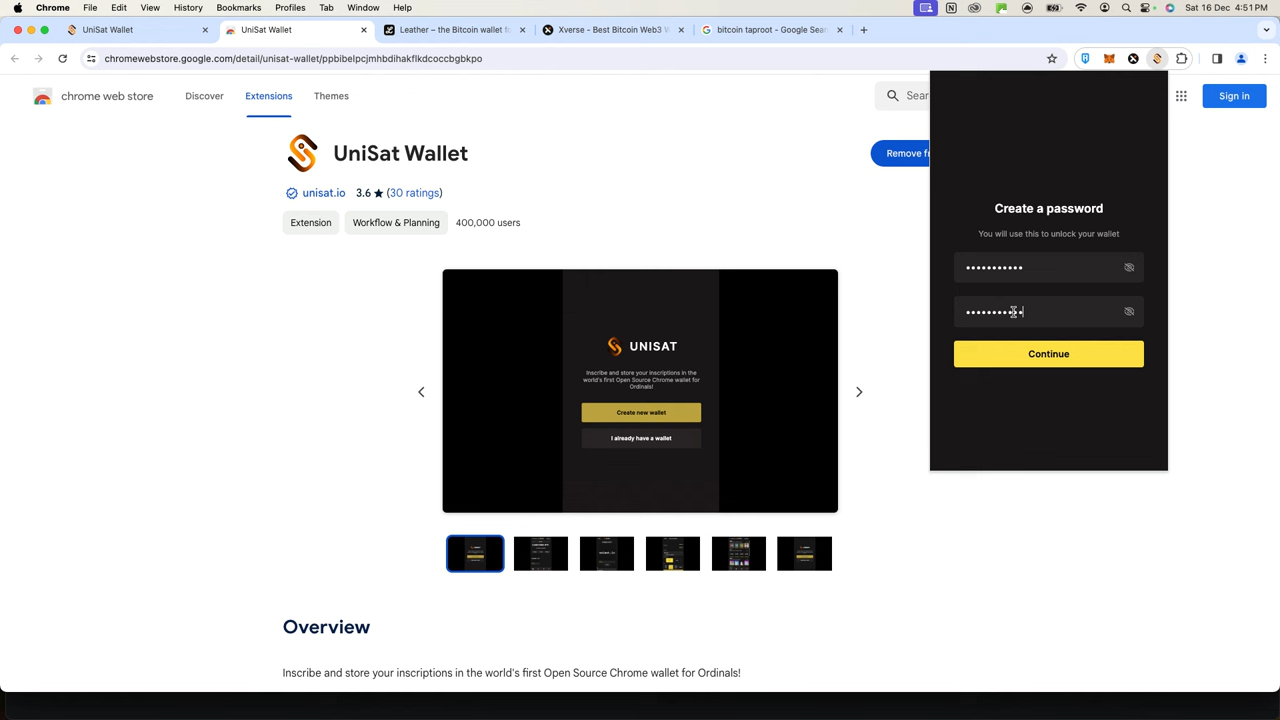 Chrome File Edit View History Bookmarks Profiles Tab Window Help Sat 16 Dec 4:51 PM
UniSat Wallet UniSat Wallet Leather – the Bitcoin wallet fo Xverse - Best Bitcoin Web3 W bitcoin taproot - Google Sear
chromewebstore.google.com/detail/unisat-wallet/ppbibelpcjmhbdihakflkdcoccbgbkpo
chrome web store Discover Extensions Themes Sear Sign in
UniSat Wallet Remove fr
unisat.io 3.6 ★ (30 ratings)
Extension Workflow & Planning 400,000 users
Create a password
You will use this to unlock your wallet
Continue
UNISAT
Inscribe and store your inscriptions in the
world's first Open Source Chrome wallet for
Ordinals!
Create new wallet
I already have a wallet
Overview
Inscribe and store your inscriptions in the world's first Open Source Chrome wallet for Ordinals!